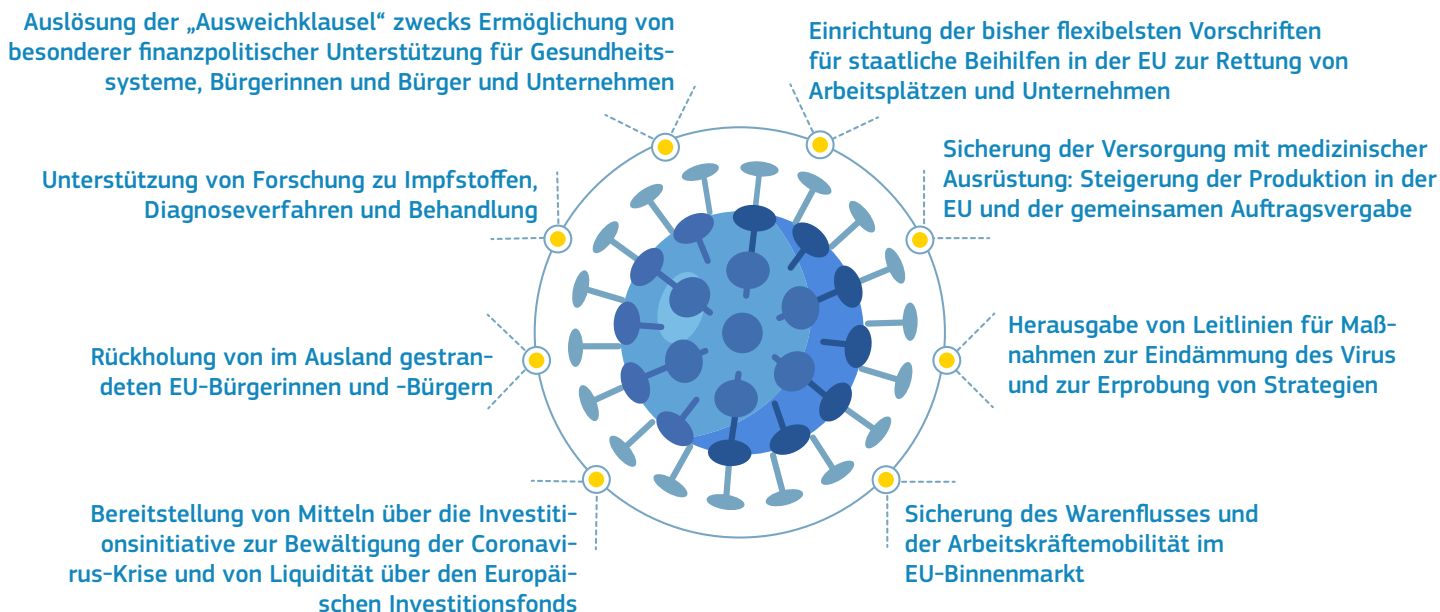 Auslösung der „Ausweichklausel“ zwecks Ermöglichung von
besonderer finanzpolitischer Unterstützung für Gesundheits-
systeme, Bürgerinnen und Bürger und Unternehmen
Einrichtung der bisher flexibelsten Vorschriften
für staatliche Beihilfen in der EU zur Rettung von
Arbeitsplätzen und Unternehmen
Unterstützung von Forschung zu Impfstoffen,
Diagnoseverfahren und Behandlung
Sicherung der Versorgung mit medizinischer
Ausrüstung: Steigerung der Produktion in der
EU und der gemeinsamen Auftragsvergabe
Rückholung von im Ausland gestran-
deten EU-Bürgerinnen und -Bürgern
Herausgabe von Leitlinien für Maß-
nahmen zur Eindämmung des Virus
und zur Erprobung von Strategien
Bereitstellung von Mitteln über die Investiti-
onsinitiative zur Bewältigung der Coronavi-
rus-Krise und von Liquidität über den Europäi-
schen Investitionsfonds
Sicherung des Warenflusses und
der Arbeitskräftemobilität im
EU-Binnenmarkt